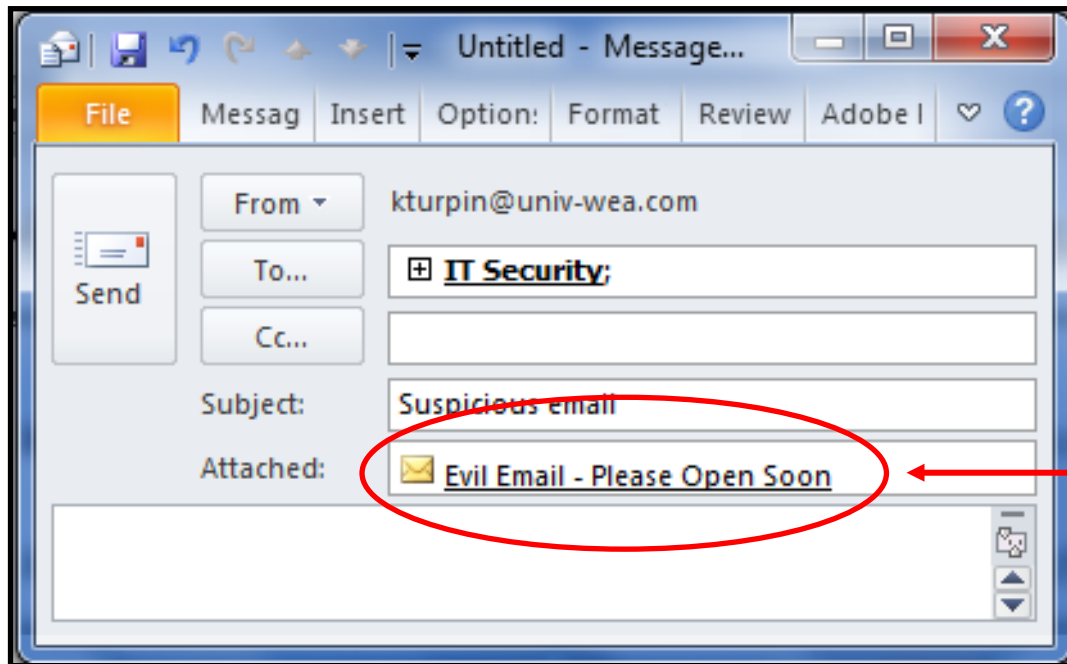 Untitled - Messag...
File Messag Insert Option: Format Review Adobe I
From kturpin@univ-wea.com
To... IT Security;
Send
Cc...
Subject: Suspicious email
Attached: Evil Email - Please Open Soon